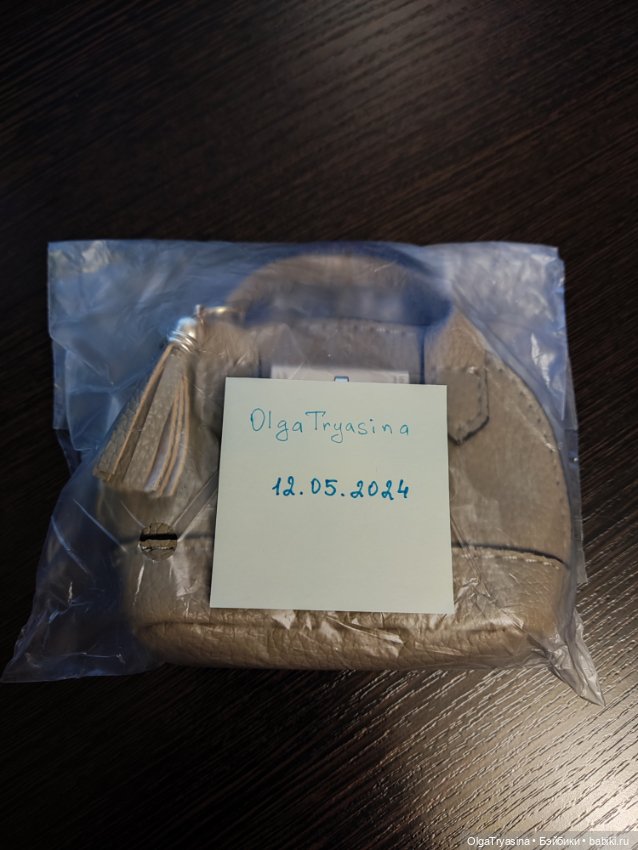 OlgaTryasina
12.05.2024
OlgaTryasina • Бэйбики • babiki.ru